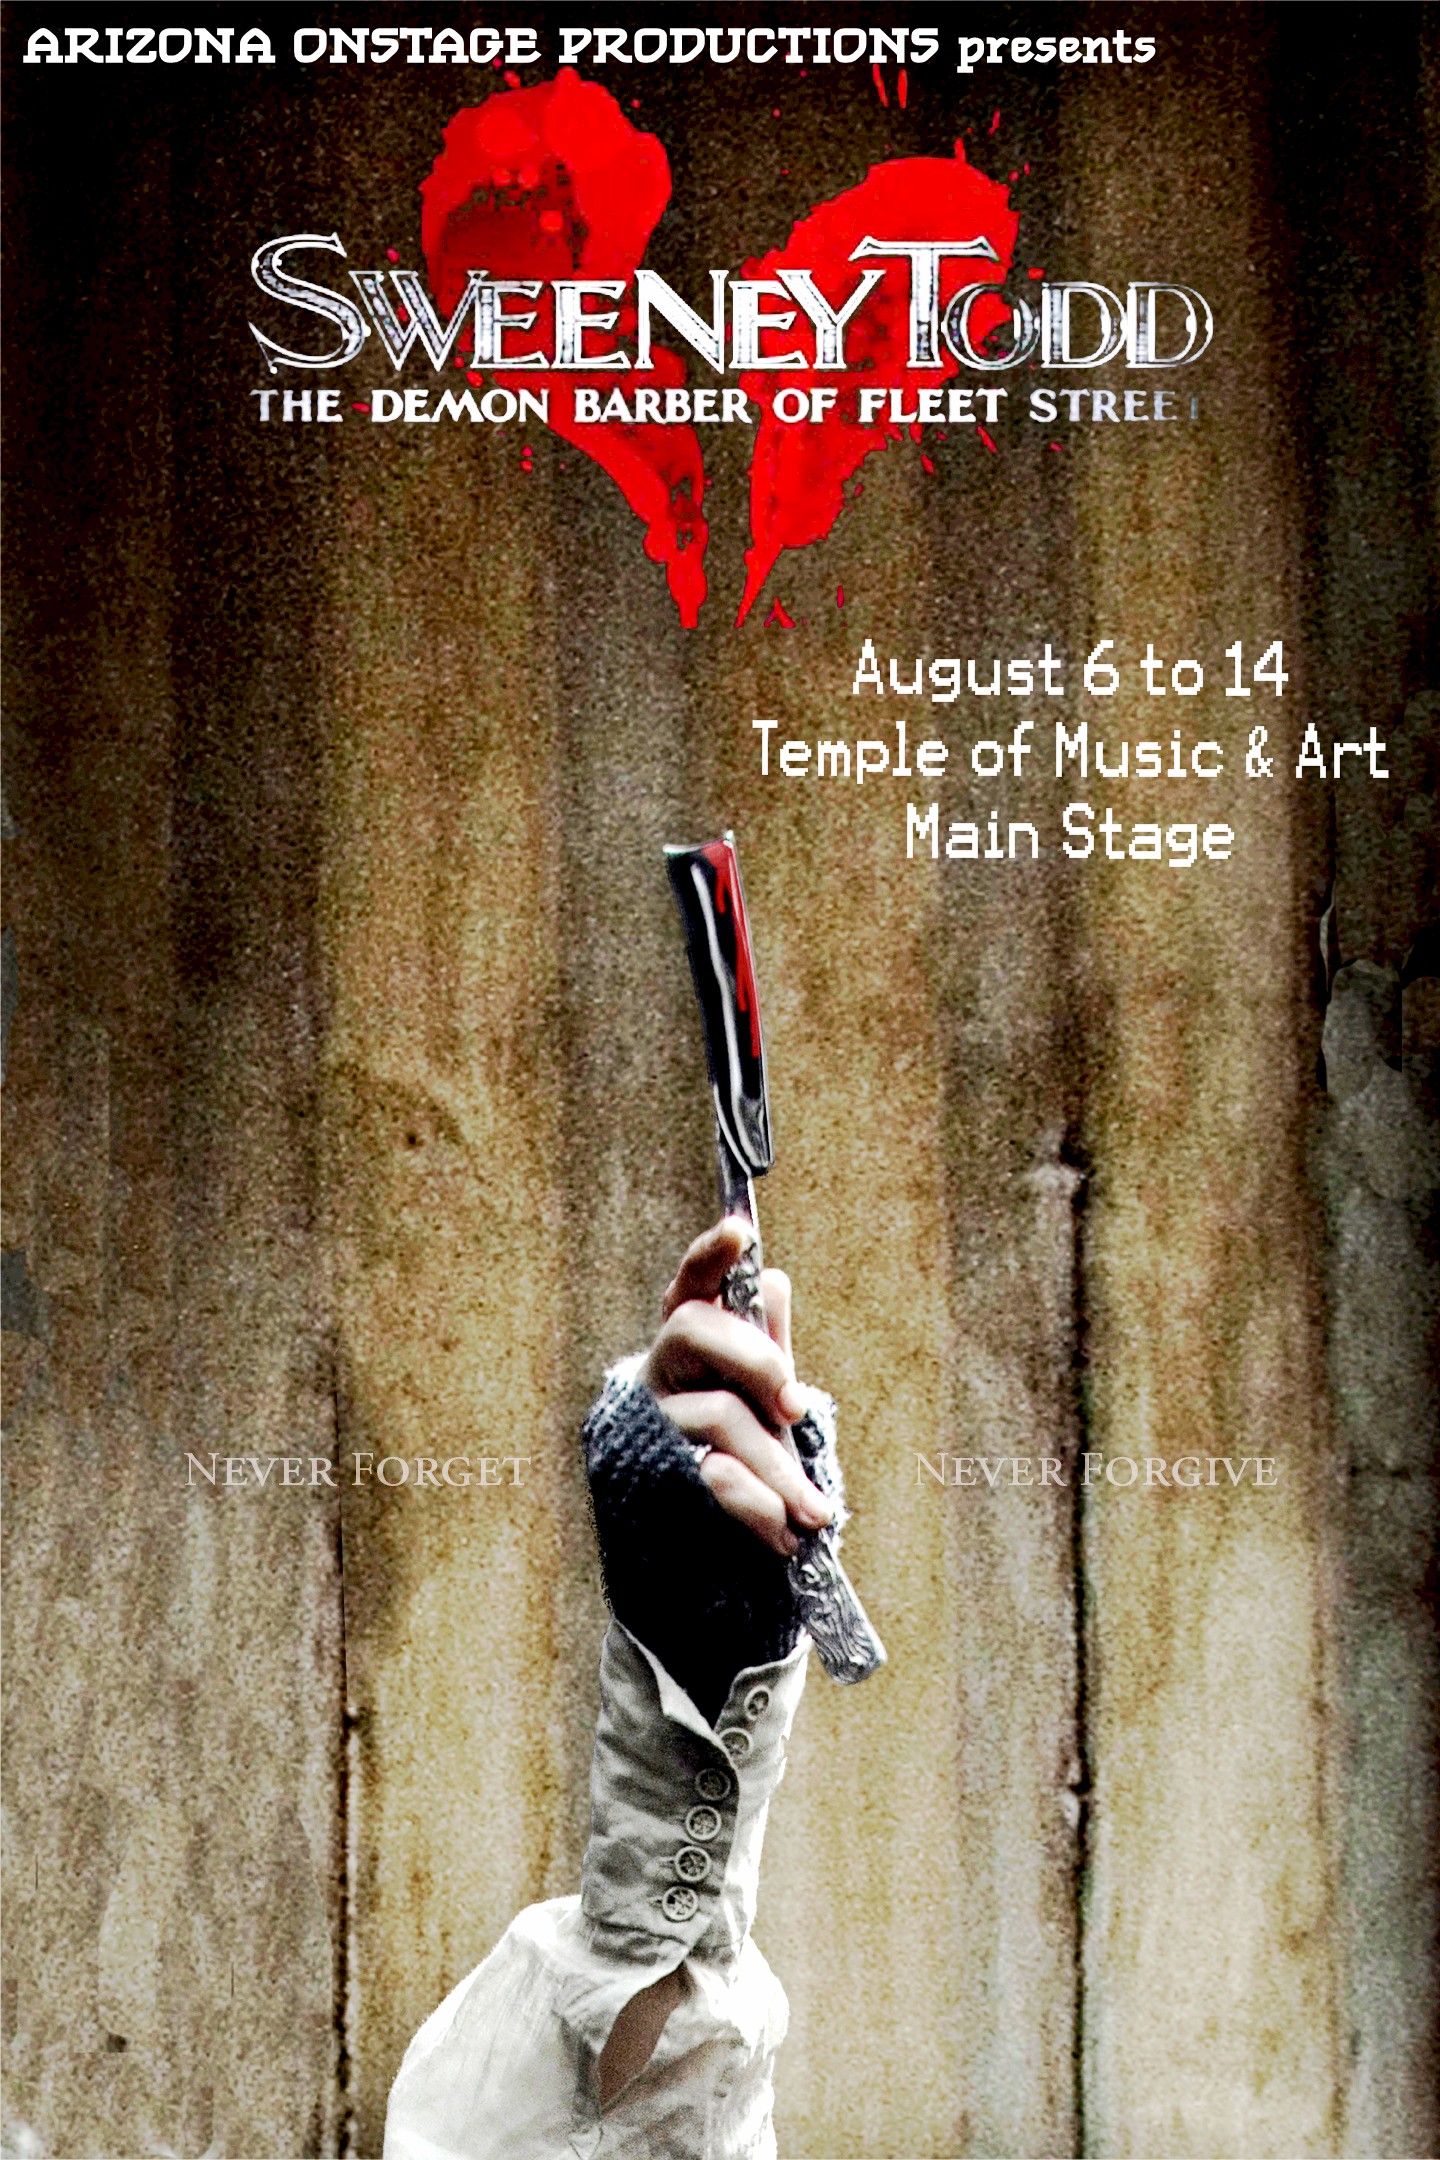 ARIZONA ONSTAGE PRODUCTIONS presents
SWEENEY TODD
THE DEMON BARBER OF FLEET STREET
August 6 to 14
Temple of Music & Art
Main Stage
NEVER FORGET
NEVER FORGIVE